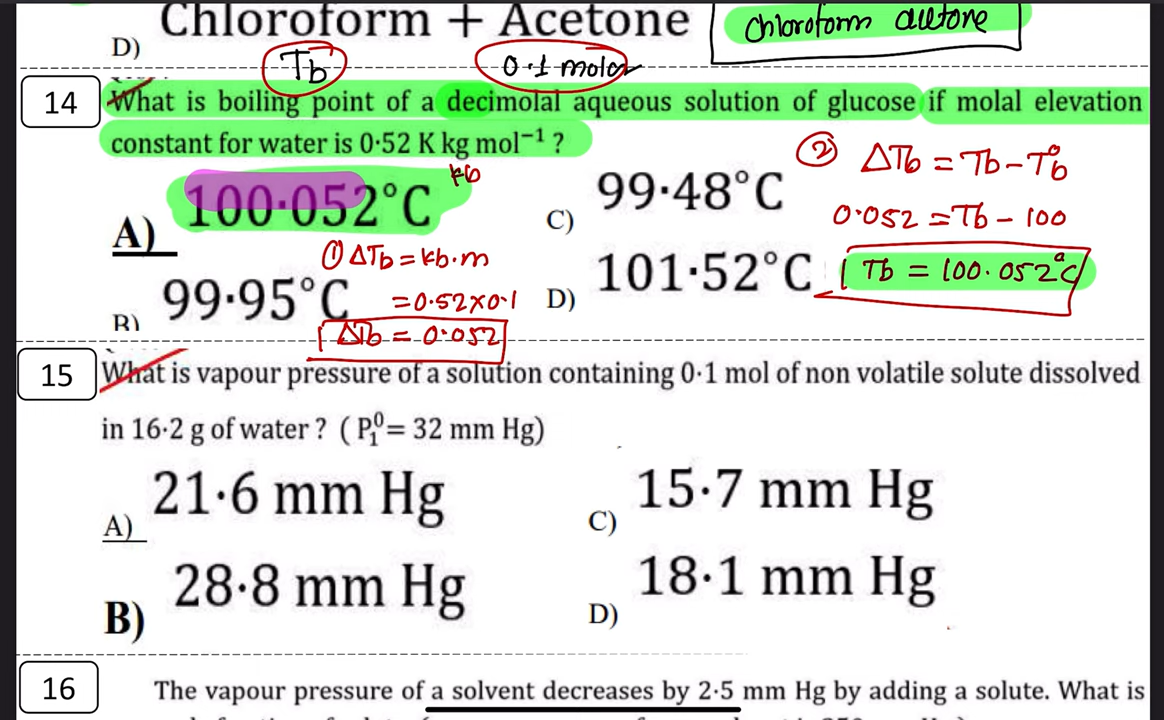 D) Chloroform + Acetone
Chloroform acetone
Tb
0.1 molar
14 What is boiling point of a decimolal aqueous solution of glucose if molal elevation
constant for water is 0·52 K kg mol⁻¹ ?
kb
A) 100·052°C
C) 99·48°C
B) 99·95°C
D) 101·52°C
① ΔTb = kb.m
= 0.52 x 0.1
ΔTb = 0.052
② ΔTb = Tb - T°b
0.052 = Tb - 100
Tb = 100.052°C
15 What is vapour pressure of a solution containing 0·1 mol of non volatile solute dissolved
in 16·2 g of water ? ( P₁⁰ = 32 mm Hg)
A) 21·6 mm Hg
C) 15·7 mm Hg
B) 28·8 mm Hg
D) 18·1 mm Hg
16 The vapour pressure of a solvent decreases by 2·5 mm Hg by adding a solute. What is